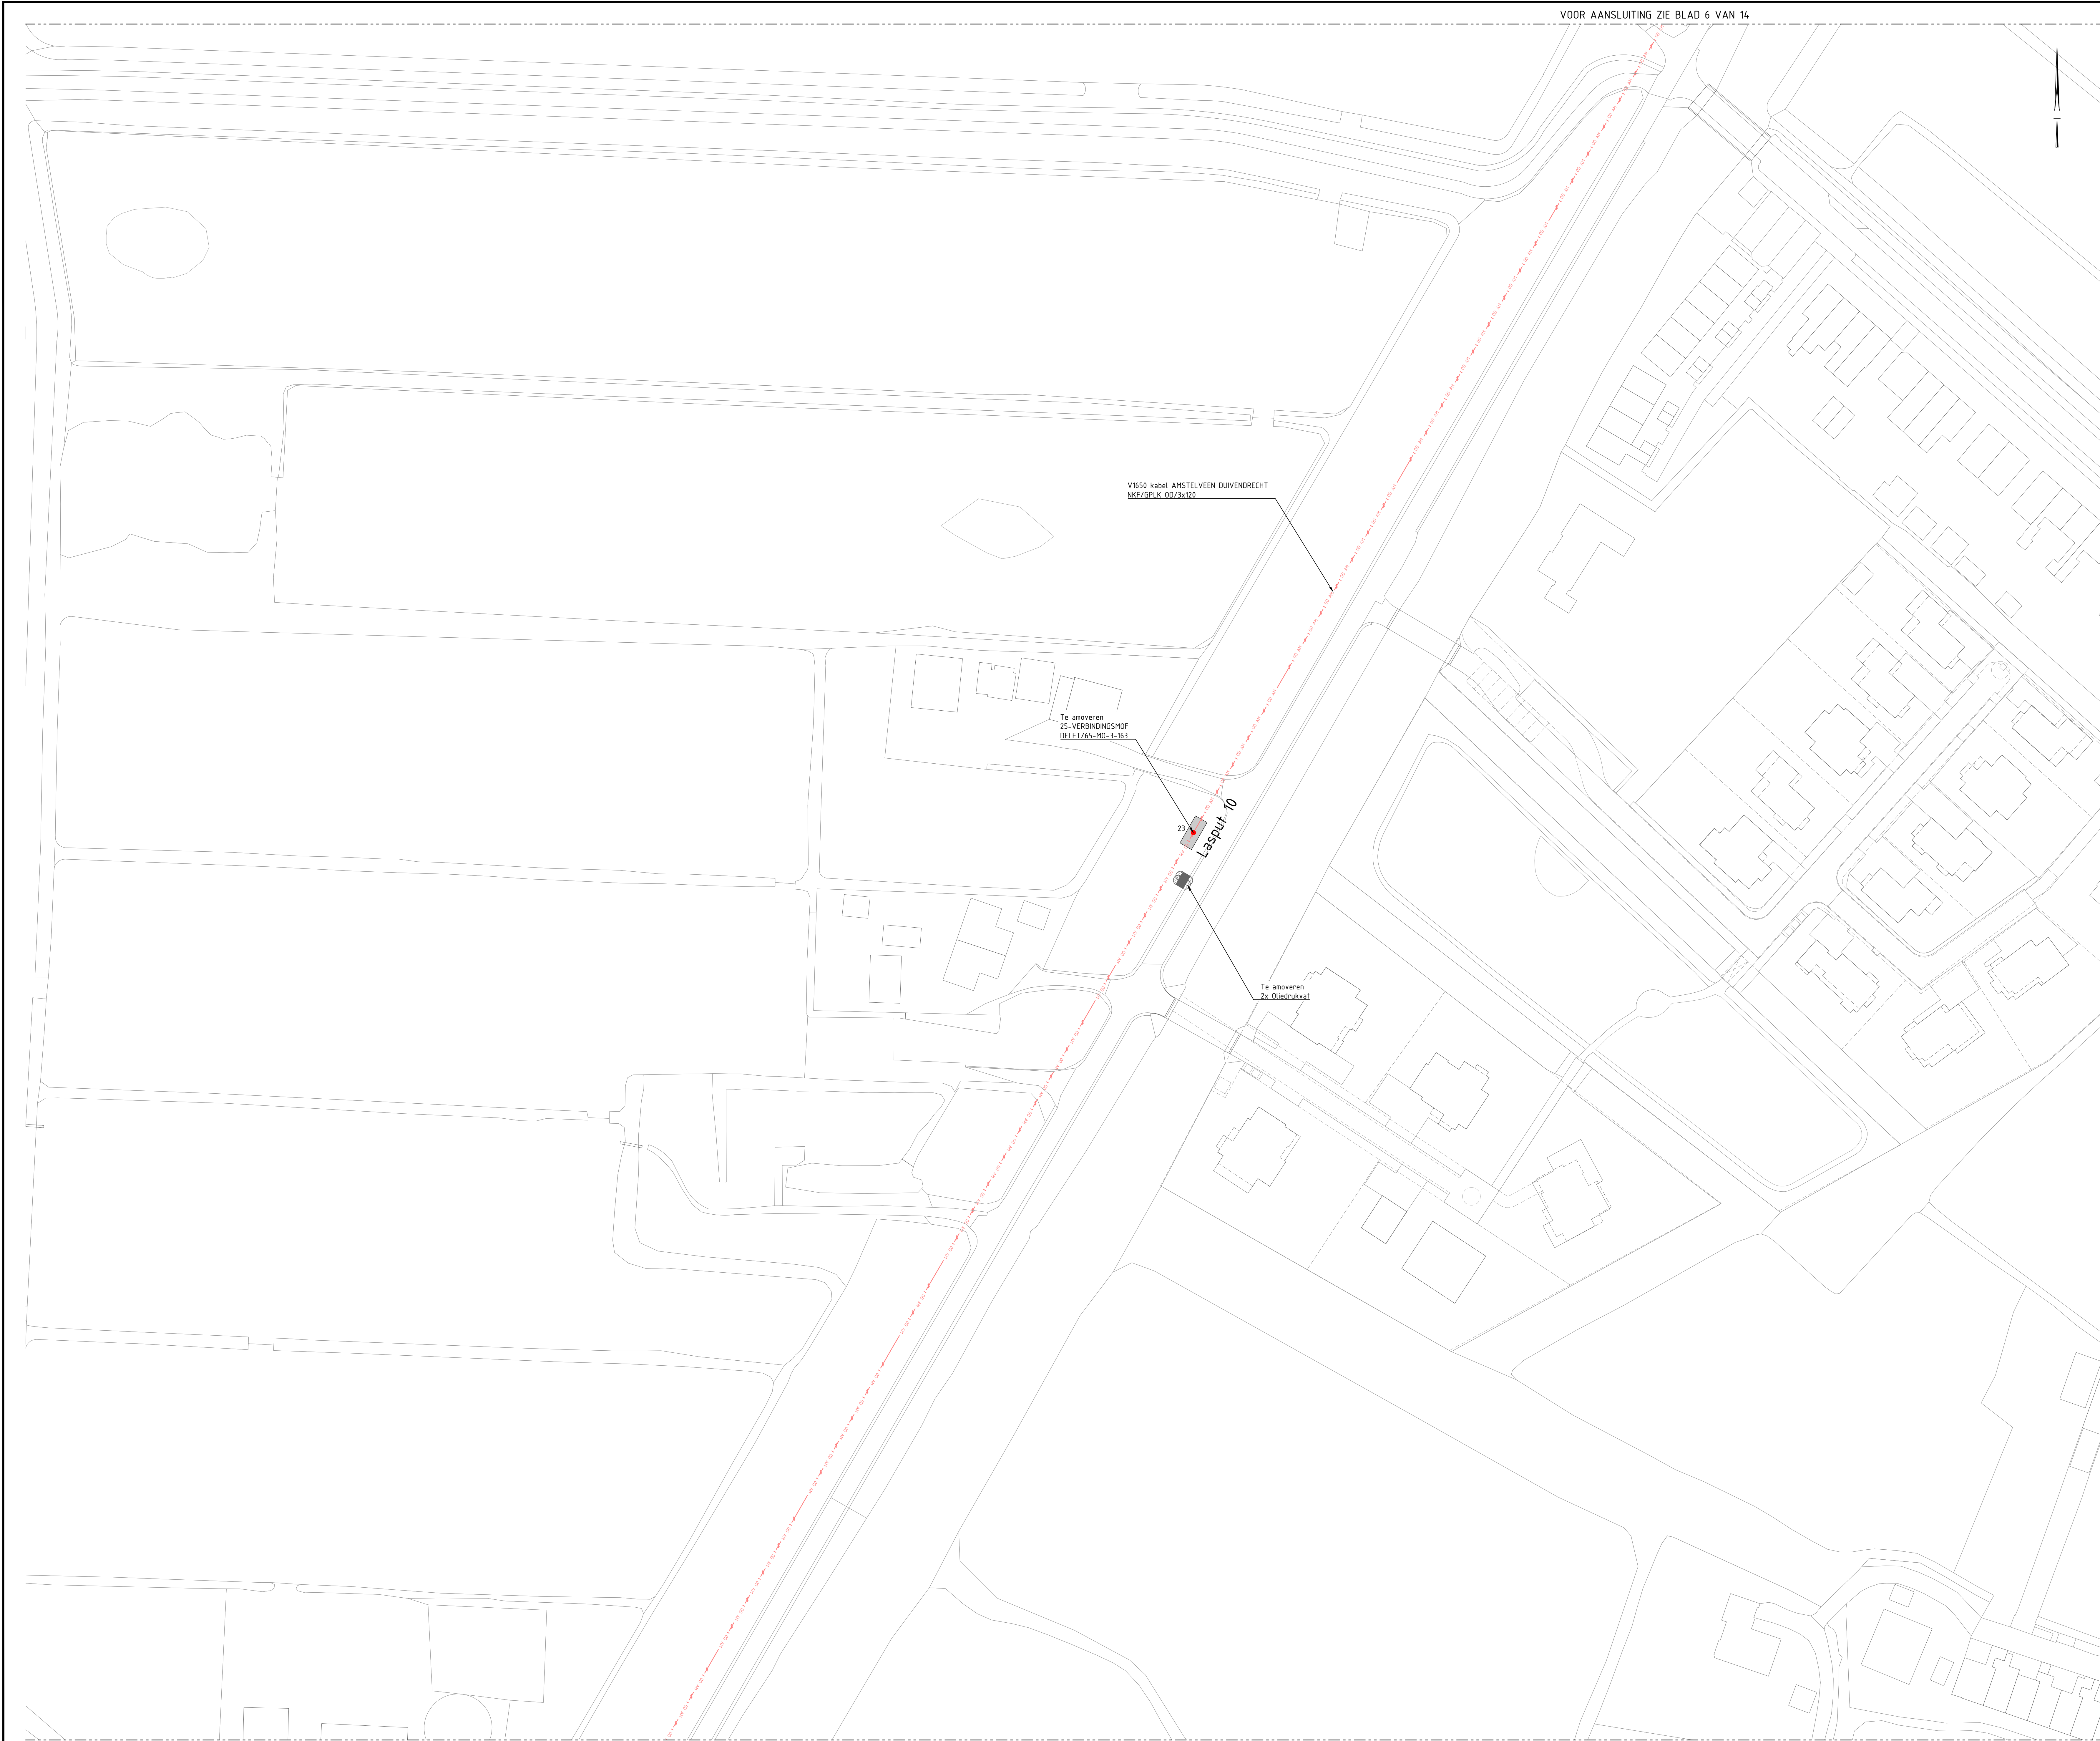 VOOR AANSLUITING ZIE BLAD 6 VAN 14
V1650 kabel AMSTELVEEN DUIVENDRECHT
NKF/GPLK OD/3x120
Te amoveren
25-VERBINDINGSMOF
DELFT/65-MO-3-163
23
Lasput 10
Te amoveren
2x Oliedrukvat